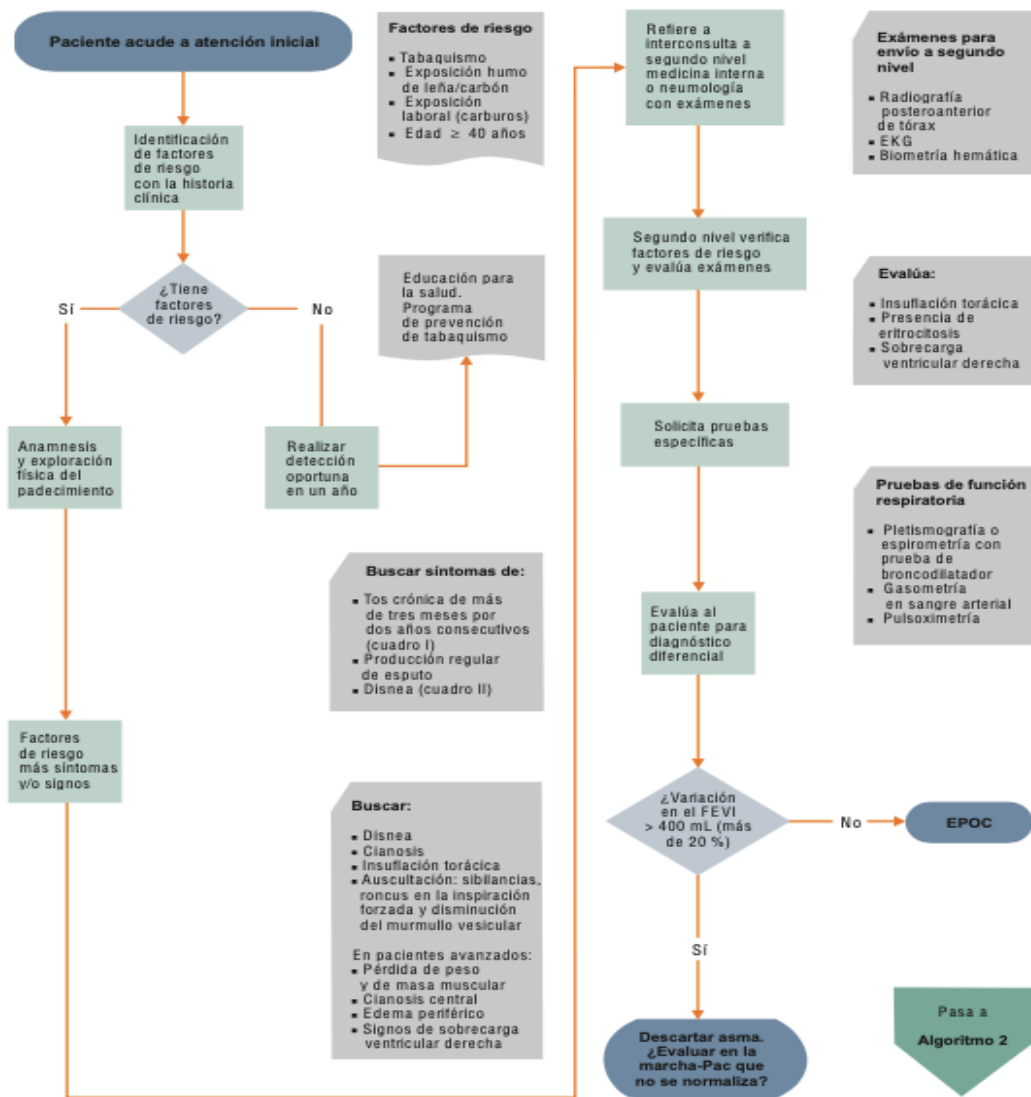 Paciente acude a atención inicial
Identificación
de factores
de riesgo
con la historia
clínica
¿Tiene
factores
de riesgo?
Sí
No
Anamnesis
y exploración
física del
padecimiento
Realizar
detección
oportuna
en un año
Factores
de riesgo
más síntomas
y/o signos
Factores de riesgo
▪ Tabaquismo
▪ Exposición humo
de leña/carbón
▪ Exposición
laboral (carburos)
▪ Edad ≥ 40 años
Educación para
la salud.
Programa
de prevención
de tabaquismo
Buscar síntomas de:
▪ Tos crónica de más
de tres meses por
dos años consecutivos
(cuadro I)
▪ Producción regular
de esputo
▪ Disnea (cuadro II)
Buscar:
▪ Disnea
▪ Cianosis
▪ Insuflación torácica
▪ Auscultación: sibilancias,
roncus en la inspiración
forzada y disminución
del murmullo vesicular
En pacientes avanzados:
▪ Pérdida de peso
y de masa muscular
▪ Cianosis central
▪ Edema periférico
▪ Signos de sobrecarga
ventricular derecha
Refiere a
interconsulta a
segundo nivel
medicina interna
o neumología
con exámenes
Segundo nivel verifica
factores de riesgo
y evalúa exámenes
Solicita pruebas
específicas
Evalúa al
paciente para
diagnóstico
diferencial
¿Variación
en el FEVI
> 400 mL (más
de 20 %)
No
EPOC
Sí
Descartar asma.
¿Evaluar en la
marcha-Pac que
no se normaliza?
Exámenes para
envío a segundo
nivel
▪ Radiografía
posteroanterior
de tórax
▪ EKG
▪ Biometría hemática
Evalúa:
▪ Insuflación torácica
▪ Presencia de
eritrocitosis
▪ Sobrecarga
ventricular derecha
Pruebas de función
respiratoria
▪ Pletismografía o
espirometría con
prueba de
broncodilatador
▪ Gasometría
en sangre arterial
▪ Pulsoximetría
Pasa a
Algoritmo 2